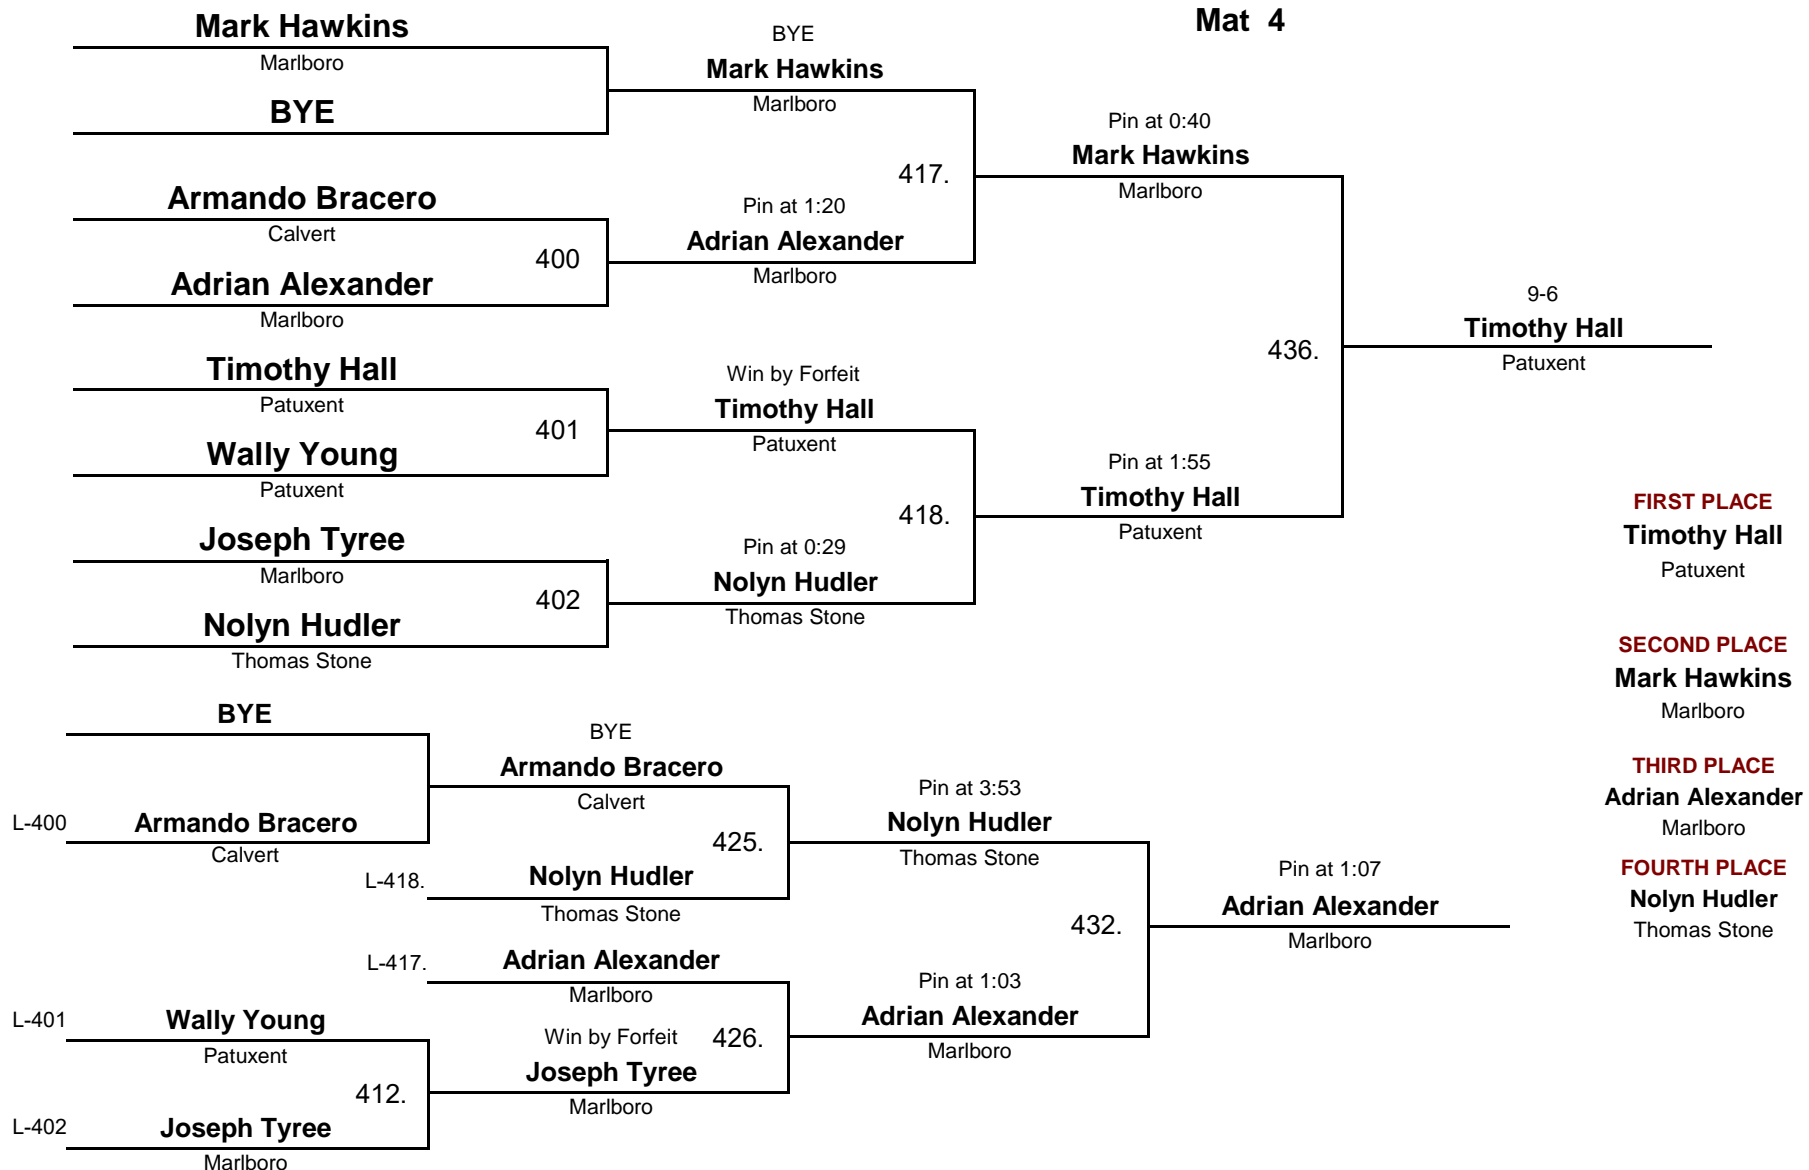 Mat 4
Mark Hawkins
Marlboro
BYE
Armando Bracero
Calvert
400
Adrian Alexander
Marlboro
Timothy Hall
Patuxent
401
Wally Young
Patuxent
Joseph Tyree
Marlboro
402
Nolyn Hudler
Thomas Stone
BYE
Mark Hawkins
Marlboro
417.
Pin at 1:20
Adrian Alexander
Marlboro
Win by Forfeit
Timothy Hall
Patuxent
418.
Pin at 0:29
Nolyn Hudler
Thomas Stone
Pin at 0:40
Mark Hawkins
Marlboro
436.
Pin at 1:55
Timothy Hall
Patuxent
9-6
Timothy Hall
Patuxent
FIRST PLACE
Timothy Hall
Patuxent
SECOND PLACE
Mark Hawkins
Marlboro
THIRD PLACE
Adrian Alexander
Marlboro
FOURTH PLACE
Nolyn Hudler
Thomas Stone
BYE
L-400
Armando Bracero
Calvert
L-401
Wally Young
Patuxent
412.
L-402
Joseph Tyree
Marlboro
BYE
Armando Bracero
Calvert
425.
L-418.
Nolyn Hudler
Thomas Stone
L-417.
Adrian Alexander
Marlboro
Win by Forfeit
426.
Joseph Tyree
Marlboro
Pin at 3:53
Nolyn Hudler
Thomas Stone
432.
Pin at 1:03
Adrian Alexander
Marlboro
Pin at 1:07
Adrian Alexander
Marlboro